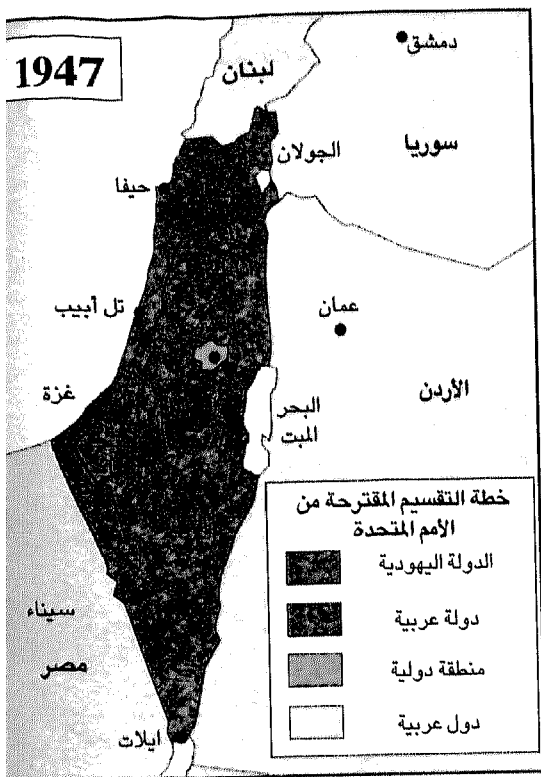 1947
دمشق
لبنان
سوريا
الجولان
حيفا
عمان
تل أبيب
الأردن
غزة
البحر
المبت
خطة التقسيم المقترحة من
الأمم المتحدة
الدولة اليهودية
دولة عربية
منطقة دولية
دول عربية
سيناء
مصر
ايلات